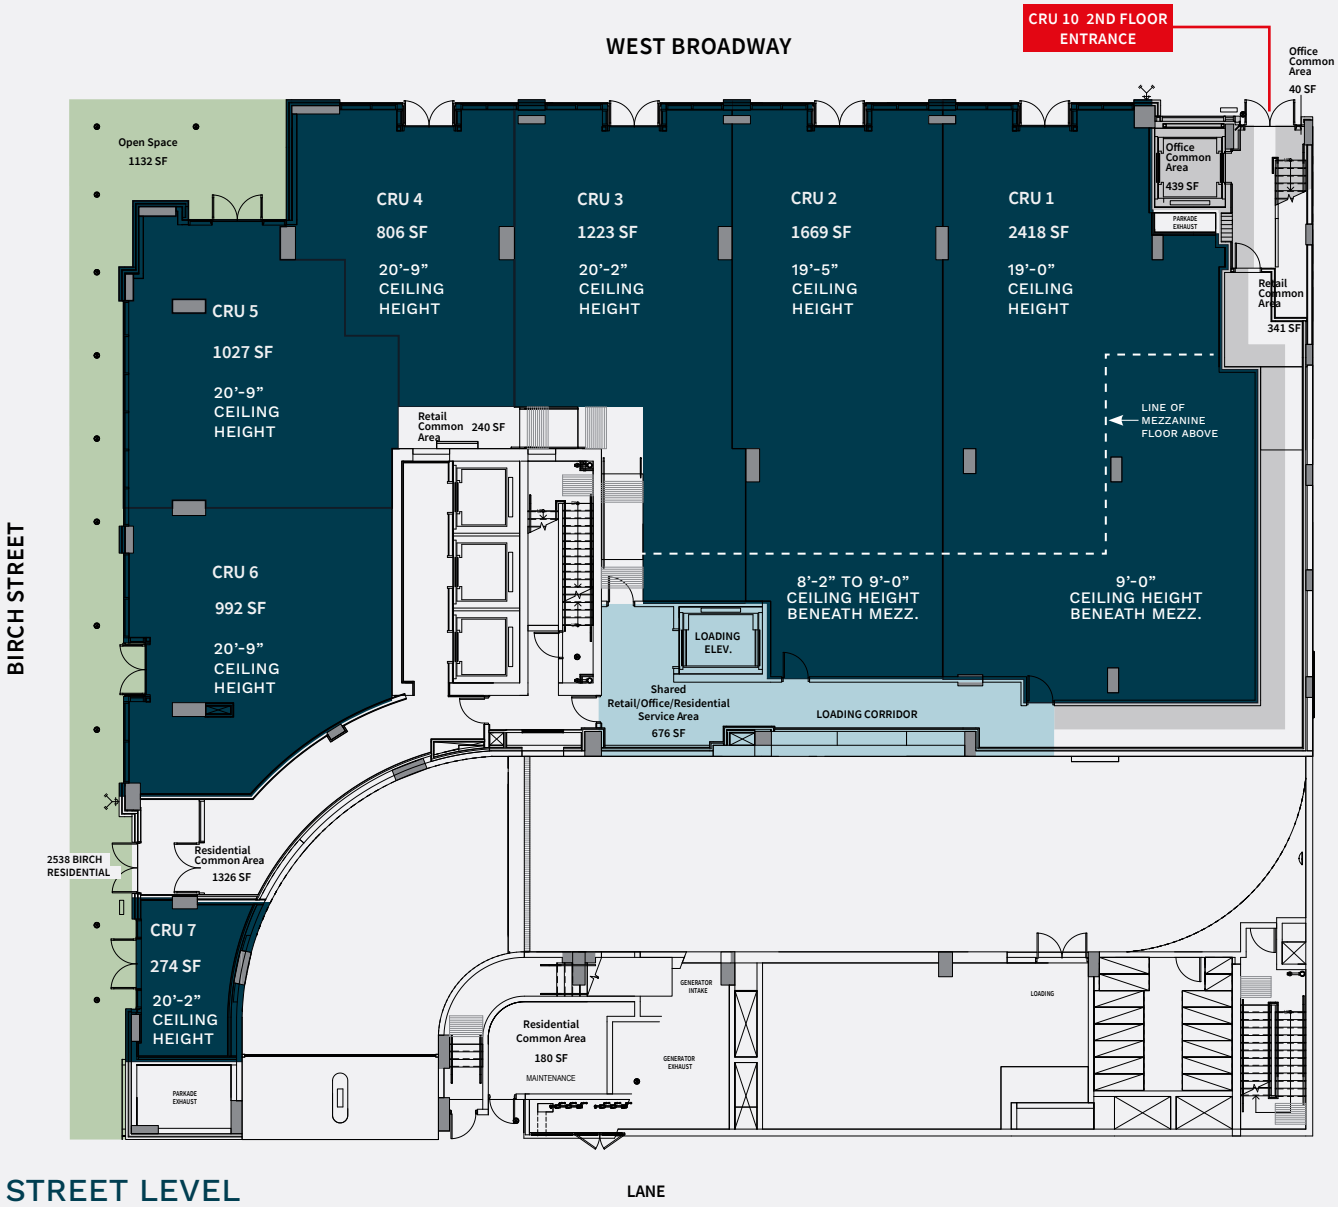 CRU 10 2ND FLOOR
ENTRANCE
WEST BROADWAY
Office
Common
Area
40 SF
Open Space
1132 SF
Office
Common
Area
439 SF
PARKADE
EXHAUST
CRU 4
806 SF
20'-9"
CEILING
HEIGHT
CRU 3
1223 SF
20'-2"
CEILING
HEIGHT
CRU 2
1669 SF
19'-5"
CEILING
HEIGHT
CRU 1
2418 SF
19'-0"
CEILING
HEIGHT
Retail
Common
Area
341 SF
CRU 5
1027 SF
20'-9"
CEILING
HEIGHT
Retail
Common
Area
240 SF
LINE OF
MEZZANINE
FLOOR ABOVE
BIRCH STREET
CRU 6
992 SF
20'-9"
CEILING
HEIGHT
8'-2" TO 9'-0"
CEILING HEIGHT
BENEATH MEZZ.
9'-0"
CEILING HEIGHT
BENEATH MEZZ.
LOADING
ELEV.
Shared
Retail/Office/Residential
Service Area
676 SF
LOADING CORRIDOR
2538 BIRCH
RESIDENTIAL
Residential
Common Area
1326 SF
CRU 7
274 SF
20'-2"
CEILING
HEIGHT
PARKADE
EXHAUST
Residential
Common Area
180 SF
MAINTENANCE
GENERATOR
INTAKE
GENERATOR
EXHAUST
LOADING
STREET LEVEL
LANE